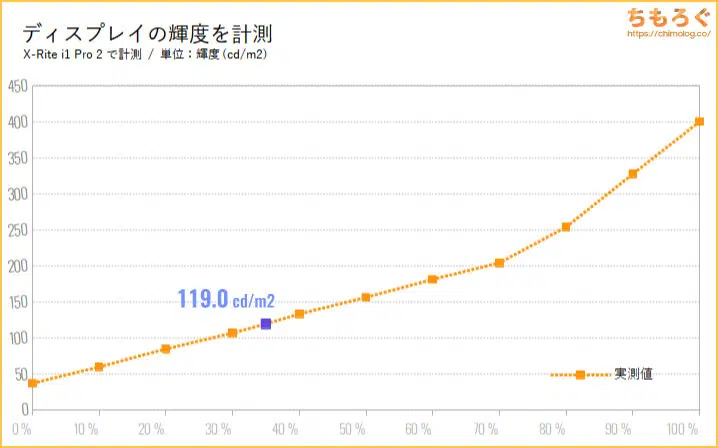 ちもろぐ
https://chimolog.co/
ディスプレイの輝度を計測
X-Rite i1 Pro 2 で計測 / 単位：輝度(cd/m2)
450
400
350
300
250
200
150
100
50
0
119.0 cd/m2
実測値
0 % 10 % 20 % 30 % 40 % 50 % 60 % 70 % 80 % 90 % 100 %